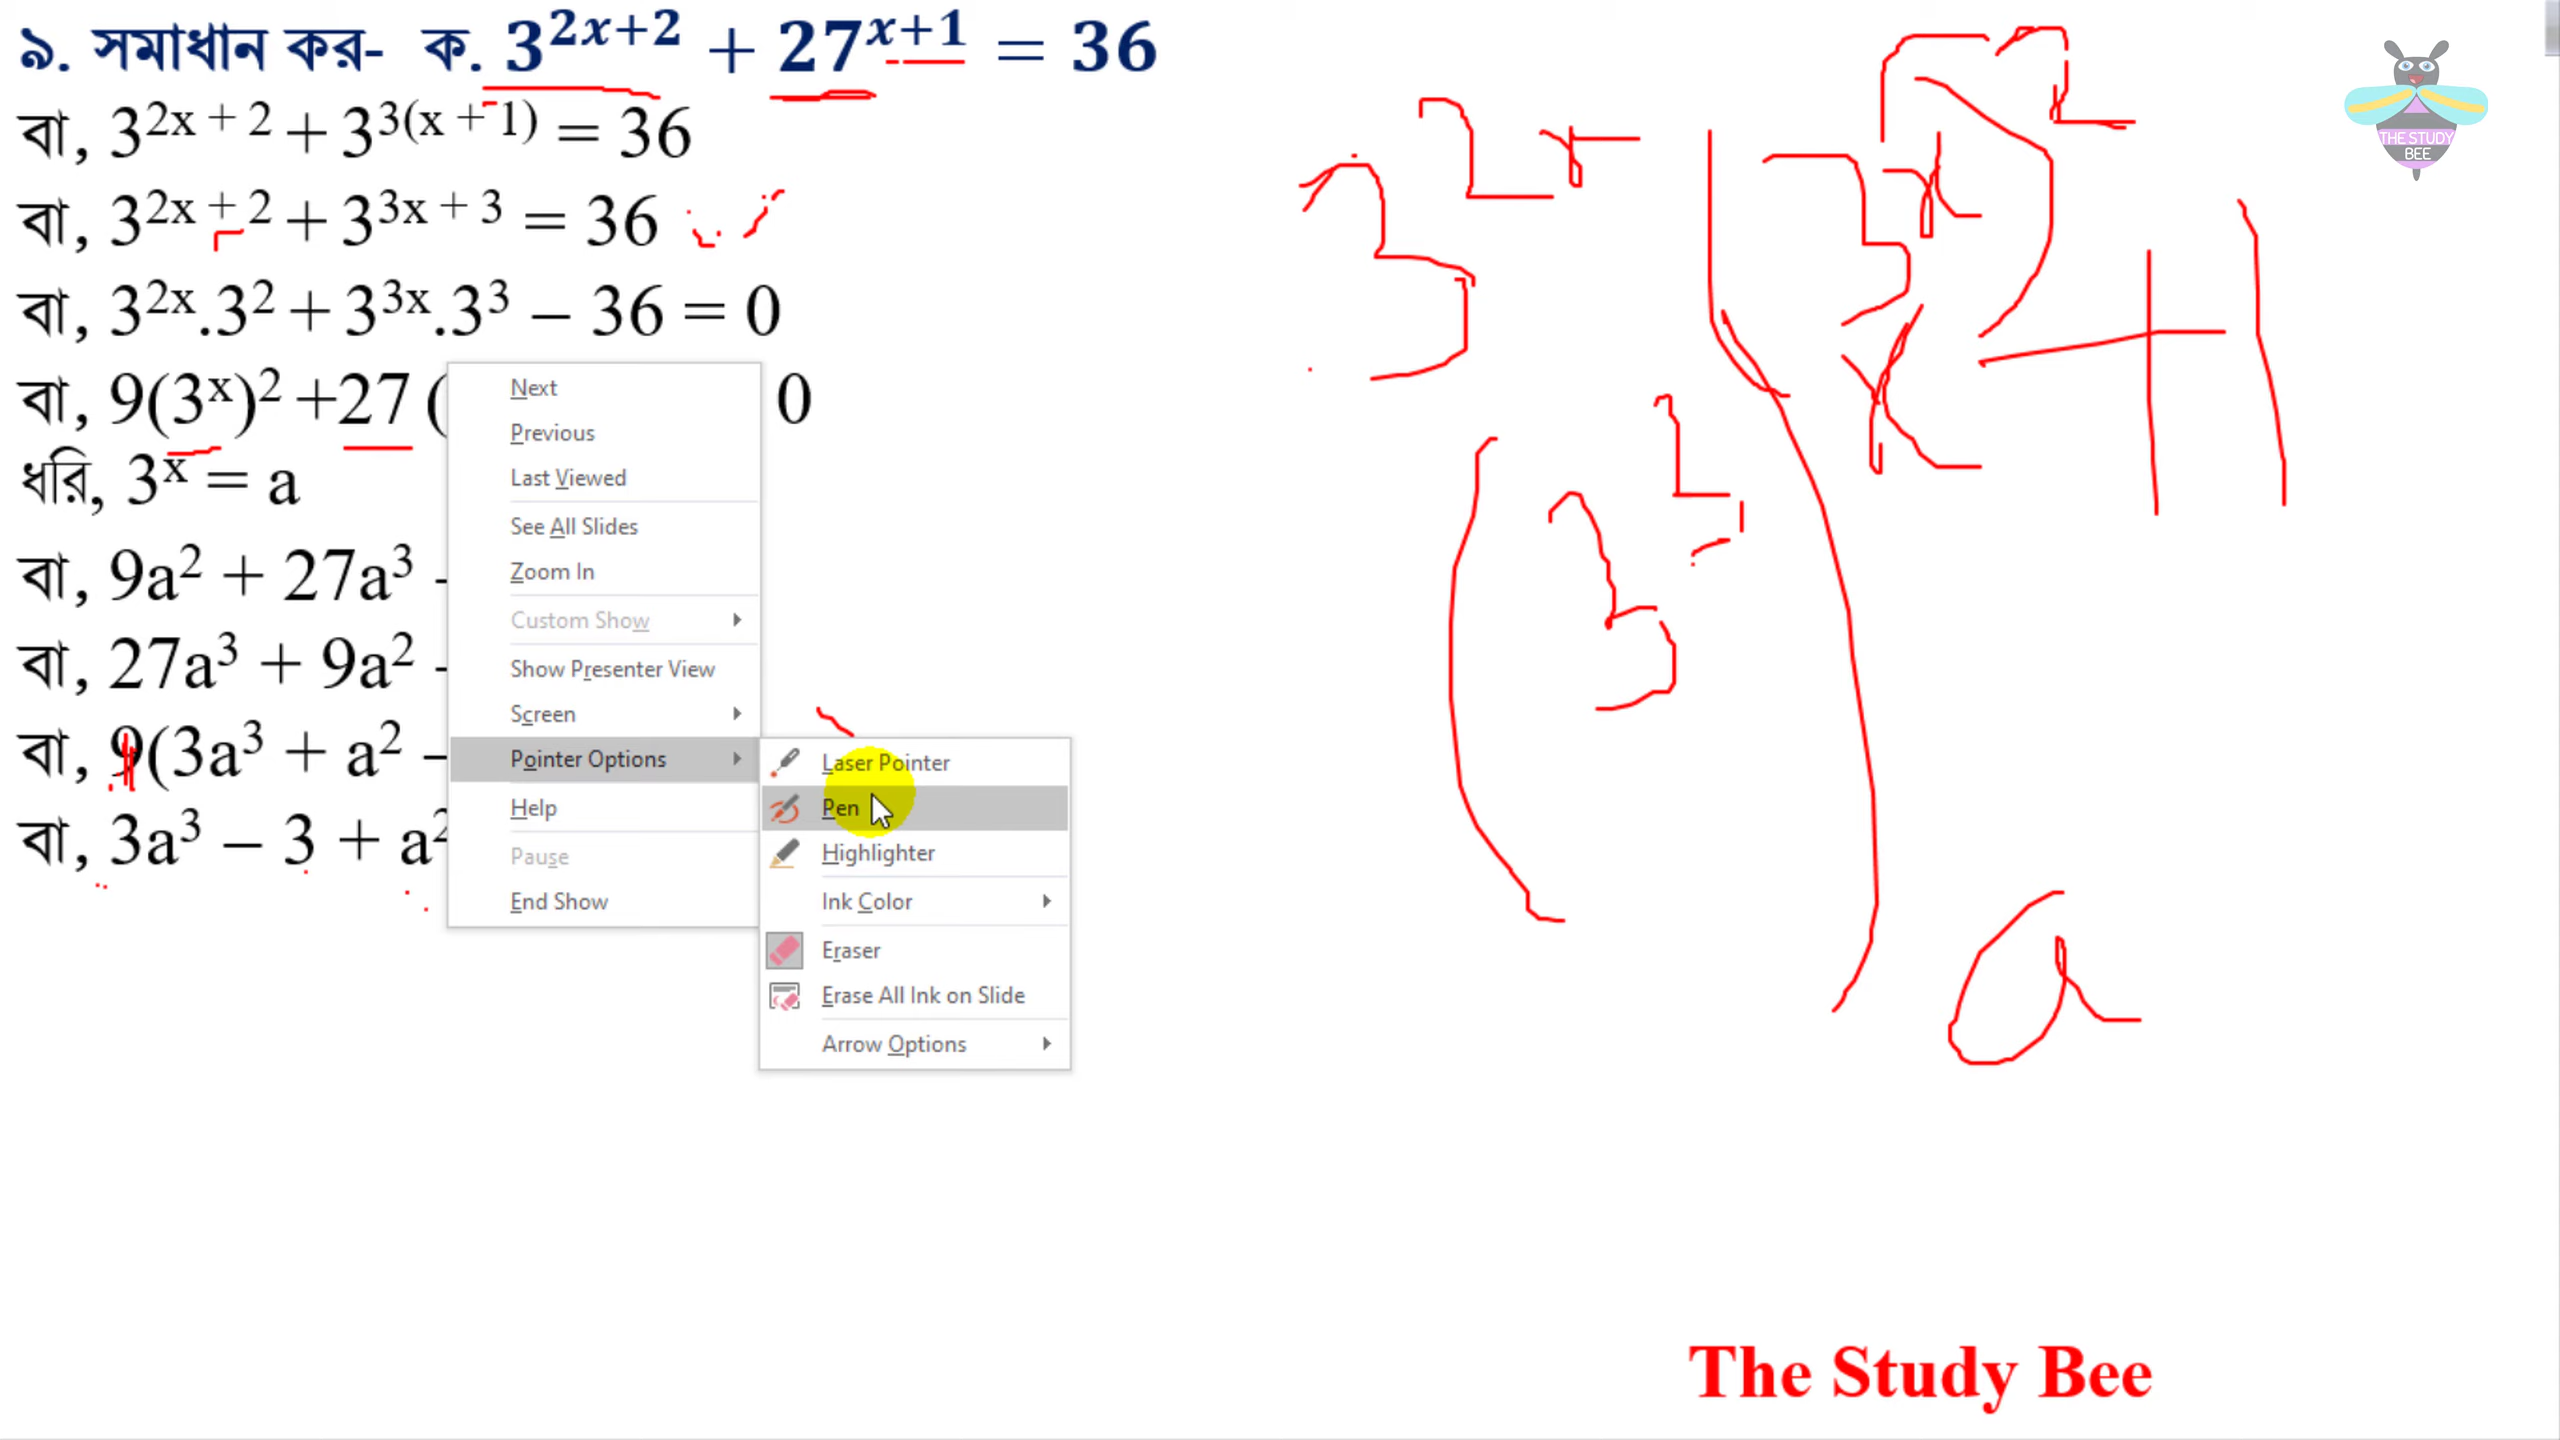 ৯. সমাধান কর- ক. 3^{2x+2} + 27^{x+1} = 36
বা, 3^{2x + 2} + 3^{3(x + 1)} = 36
বা, 3^{2x + 2} + 3^{3x + 3} = 36
বা, 3^{2x}.3^2 + 3^{3x}.3^3 – 36 = 0
বা, 9(3^x)^2 +27 ( 0
ধরি, 3^x = a
বা, 9a^2 + 27a^3 -
বা, 27a^3 + 9a^2 -
বা, 9(3a^3 + a^2 –
বা, 3a^3 – 3 + a^2
Next
Previous
Last Viewed
See All Slides
Zoom In
Custom Show
Show Presenter View
Screen
Pointer Options
Help
Pause
End Show
Laser Pointer
Pen
Highlighter
Ink Color
Eraser
Erase All Ink on Slide
Arrow Options
a
THE STUDY
BEE
The Study Bee